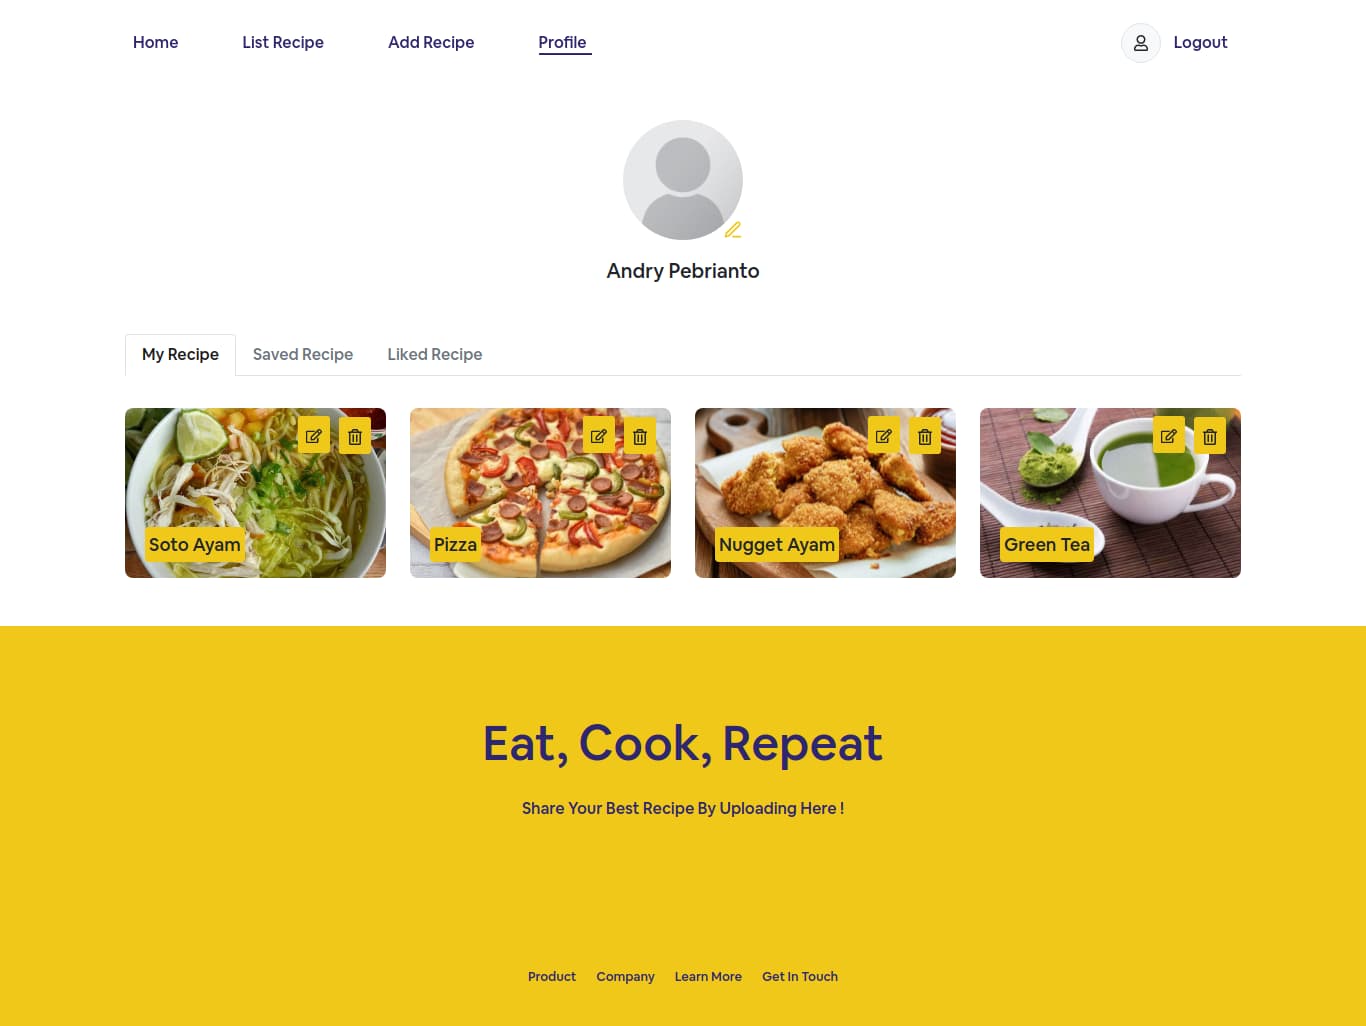 Home List Recipe Add Recipe Profile Logout
Andry Pebrianto
My Recipe Saved Recipe Liked Recipe
Soto Ayam Pizza Nugget Ayam Green Tea
Eat, Cook, Repeat
Share Your Best Recipe By Uploading Here !
Product Company Learn More Get In Touch